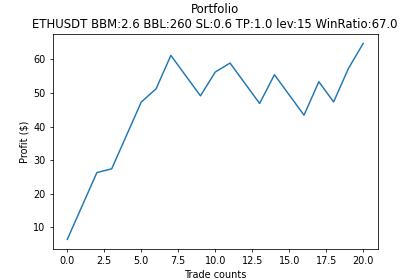 Portfolio
ETHUSDT BBM:2.6 BBL:260 SL:0.6 TP:1.0 lev:15 WinRatio:67.0
Profit ($)
60
50
40
30
20
10
0.0 2.5 5.0 7.5 10.0 12.5 15.0 17.5 20.0
Trade counts